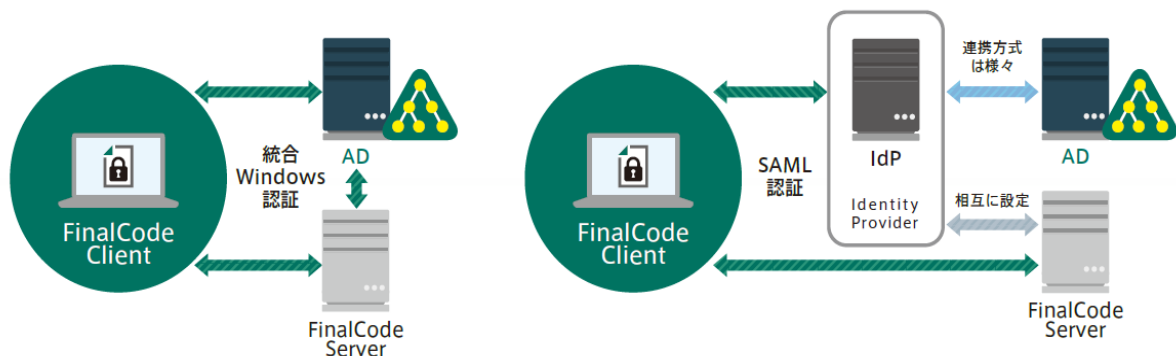 FinalCode
Client
統合
Windows
認証
AD
FinalCode
Server
FinalCode
Client
SAML
認証
IdP
Identity
Provider
連携方式
は様々
AD
相互に設定
FinalCode
Server